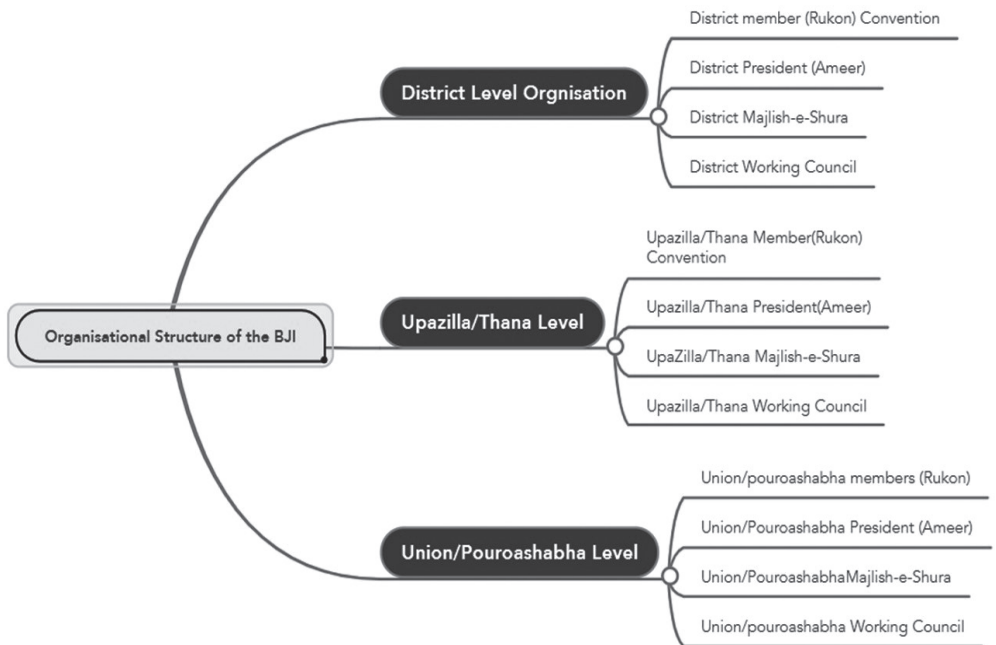 Organisational Structure of the BJI
District Level Orgnisation
District member (Rukon) Convention
District President (Ameer)
District Majlish-e-Shura
District Working Council
Upazilla/Thana Level
Upazilla/Thana Member(Rukon)
Convention
Upazilla/Thana President(Ameer)
UpaZilla/Thana Majlish-e-Shura
Upazilla/Thana Working Council
Union/Pouroashabha Level
Union/pouroashabha members (Rukon)
Union/Pouroashabha President (Ameer)
Union/PouroashabhaMajlish-e-Shura
Union/pouroashabha Working Council